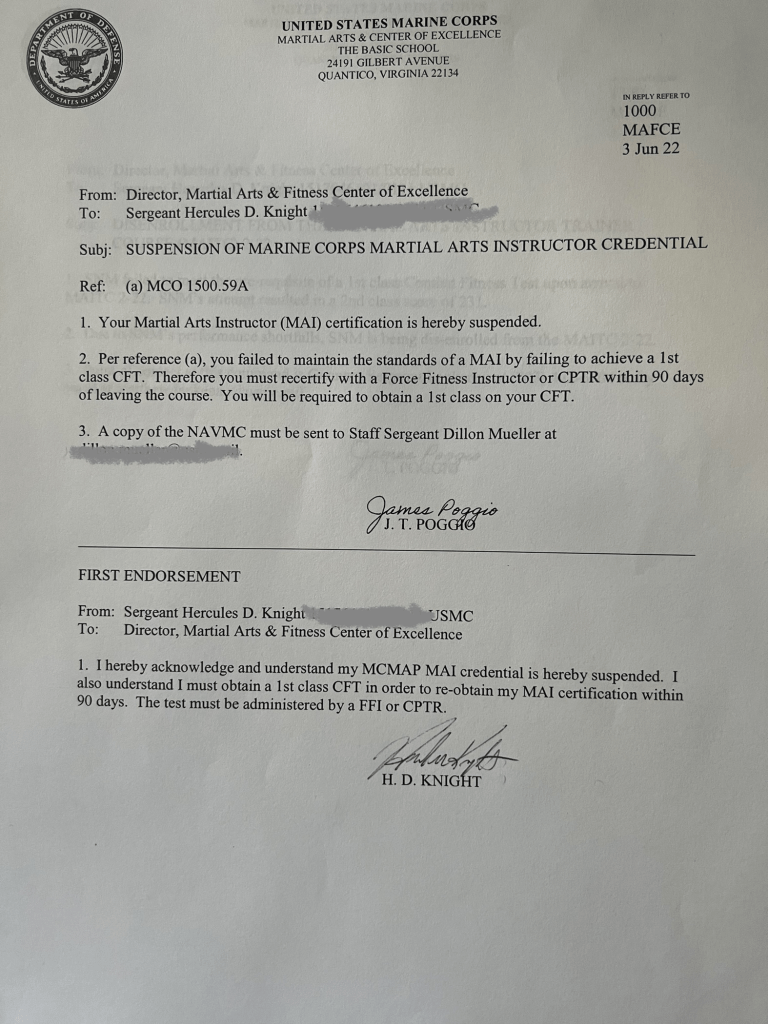 DEPARTMENT OF DEFENSE
UNITED STATES OF AMERICA
UNITED STATES MARINE CORPS
MARTIAL ARTS & CENTER OF EXCELLENCE
THE BASIC SCHOOL
24191 GILBERT AVENUE
QUANTICO, VIRGINIA 22134
IN REPLY REFER TO
1000
MAFCE
3 Jun 22
From: Director, Martial Arts & Fitness Center of Excellence
To: Sergeant Hercules D. Knight
Subj: SUSPENSION OF MARINE CORPS MARTIAL ARTS INSTRUCTOR CREDENTIAL
Ref: (a) MCO 1500.59A
1. Your Martial Arts Instructor (MAI) certification is hereby suspended.
2. Per reference (a), you failed to maintain the standards of a MAI by failing to achieve a 1st
class CFT. Therefore you must recertify with a Force Fitness Instructor or CPTR within 90 days
of leaving the course. You will be required to obtain a 1st class on your CFT.
3. A copy of the NAVMC must be sent to Staff Sergeant Dillon Mueller at
James Poggio
J. T. POGGIO
FIRST ENDORSEMENT
From: Sergeant Hercules D. Knight USMC
To: Director, Martial Arts & Fitness Center of Excellence
1. I hereby acknowledge and understand my MCMAP MAI credential is hereby suspended. I
also understand I must obtain a 1st class CFT in order to re-obtain my MAI certification within
90 days. The test must be administered by a FFI or CPTR.
H. D. KNIGHT